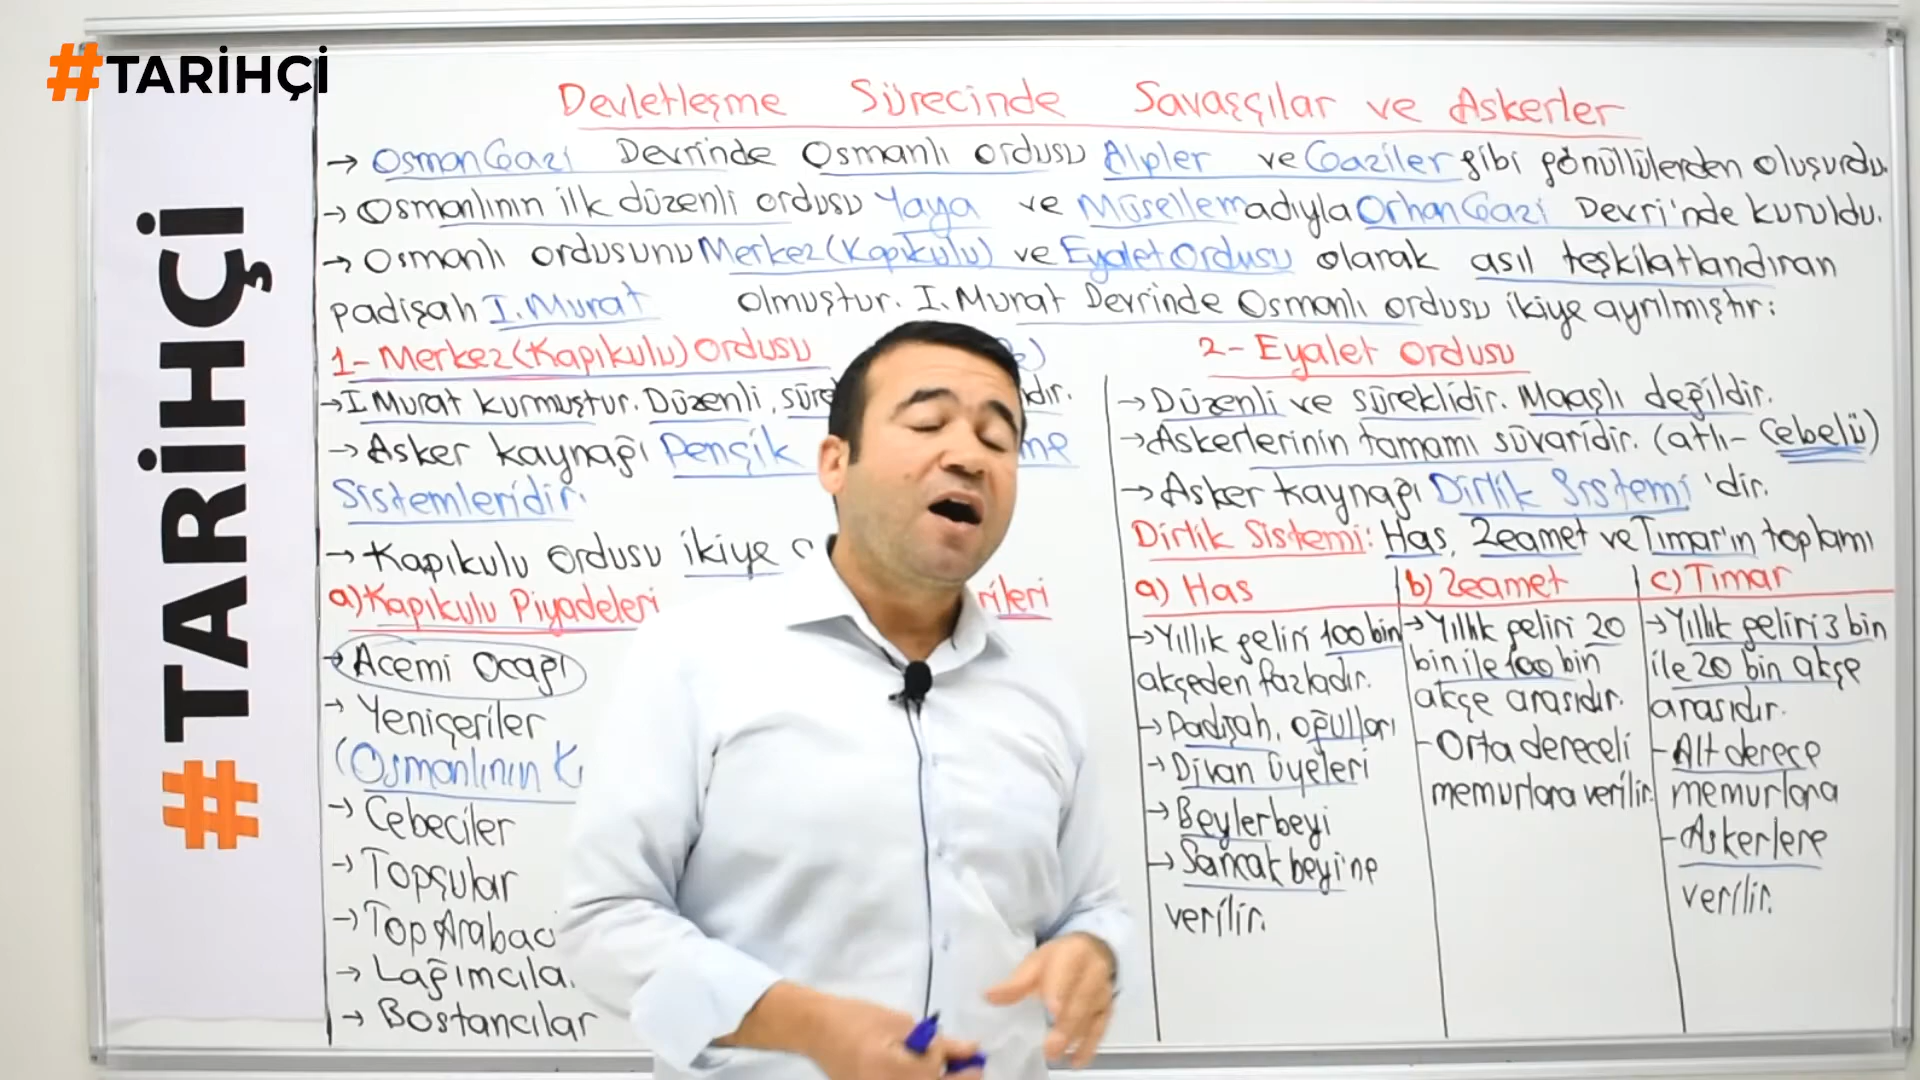 #TARİHÇİ
#TARİHÇİ
Devletleşme Sürecinde Savaşçılar ve Askerler
→ Osman Gazi Devrinde Osmanlı ordusu Alpler ve Gaziler gibi gönüllülerden oluşurdu.
→ Osmanlının ilk düzenli ordusu Yaya ve Müsellem adıyla Orhan Gazi Devri'nde kuruldu.
→ Osmanlı ordusunu Merkez (Kapıkulu) ve Eyalet Ordusu olarak asıl teşkilatlandıran
padişah I. Murat olmuştur. I. Murat Devrinde Osmanlı ordusu ikiye ayrılmıştır:
1- Merkez (Kapıkulu) Ordusu
→ I Murat kurmuştur. Düzenli, süre
→ Asker kaynağı Pençik
Sistemleridir.
→ Kapıkulu ordusu ikiye
a) Kapıkulu Piyadeleri
→ Acemi Ocağı
→ Yeniçeriler
(Osmanlının
→ Cebeciler
→ Topçular
→ Top Arabacı
→ Lağımcıla
→ Bostancılar
2- Eyalet Ordusu
→ Düzenli ve süreklidir. Maaşlı değildir.
→ Askerlerinin tamamı süvaridir. (atlı- Cebelü)
→ Asker kaynağı Dirlik Sistemi 'dir.
Dirlik Sistemi: Has, Zeamet ve Tımar'ın toplamı
a) Has
→ Yıllık geliri 100 bin
akçeden fazladır.
→ Padişah, oğulları
→ Divan üyeleri
→ Beylerbeyi
→ Sancak beyi'ne
verilir.
b) Zeamet
→ Yıllık geliri 20
bin ile 100 bin
akçe arasıdır.
- Orta dereceli
memurlara verilir.
c) Tımar
→ Yıllık geliri 3 bin
ile 20 bin akçe
arasıdır.
- Alt derece
memurlara
- Askerlere
verilir.